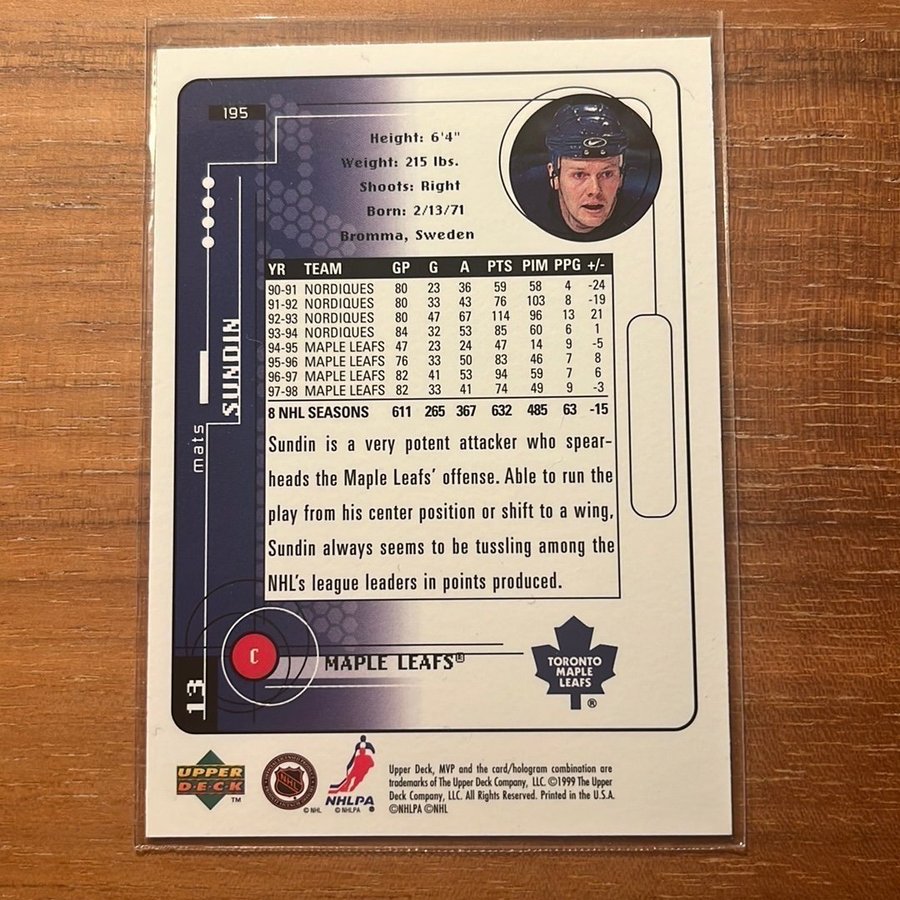 195
Height: 6'4"
Weight: 215 lbs.
Shoots: Right
Born: 2/13/71
Bromma, Sweden
YR TEAM GP G A PTS PIM PPG +/-
90-91 NORDIQUES 80 23 36 59 58 4 -24
91-92 NORDIQUES 80 33 43 76 103 8 -19
92-93 NORDIQUES 80 47 67 114 96 13 21
93-94 NORDIQUES 84 32 53 85 60 6 1
94-95 MAPLE LEAFS 47 23 24 47 14 9 -5
95-96 MAPLE LEAFS 76 33 50 83 46 7 8
96-97 MAPLE LEAFS 82 41 53 94 59 7 6
97-98 MAPLE LEAFS 82 33 41 74 49 9 -3
8 NHL SEASONS 611 265 367 632 485 63 -15
Sundin is a very potent attacker who spear-
heads the Maple Leafs' offense. Able to run the
play from his center position or shift to a wing,
Sundin always seems to be tussling among the
NHL's league leaders in points produced.
mats
SUNDIN
13
C
MAPLE LEAFS®
TORONTO
MAPLE
LEAFS
®
UPPER
DECK
™
NHL
© NHL
NHLPA
© NHLPA
Upper Deck, MVP and the card/hologram combination are
trademarks of The Upper Deck Company, LLC. ©1999 The Upper
Deck Company, LLC. All Rights Reserved. Printed in the U.S.A.
©NHLPA ©NHL